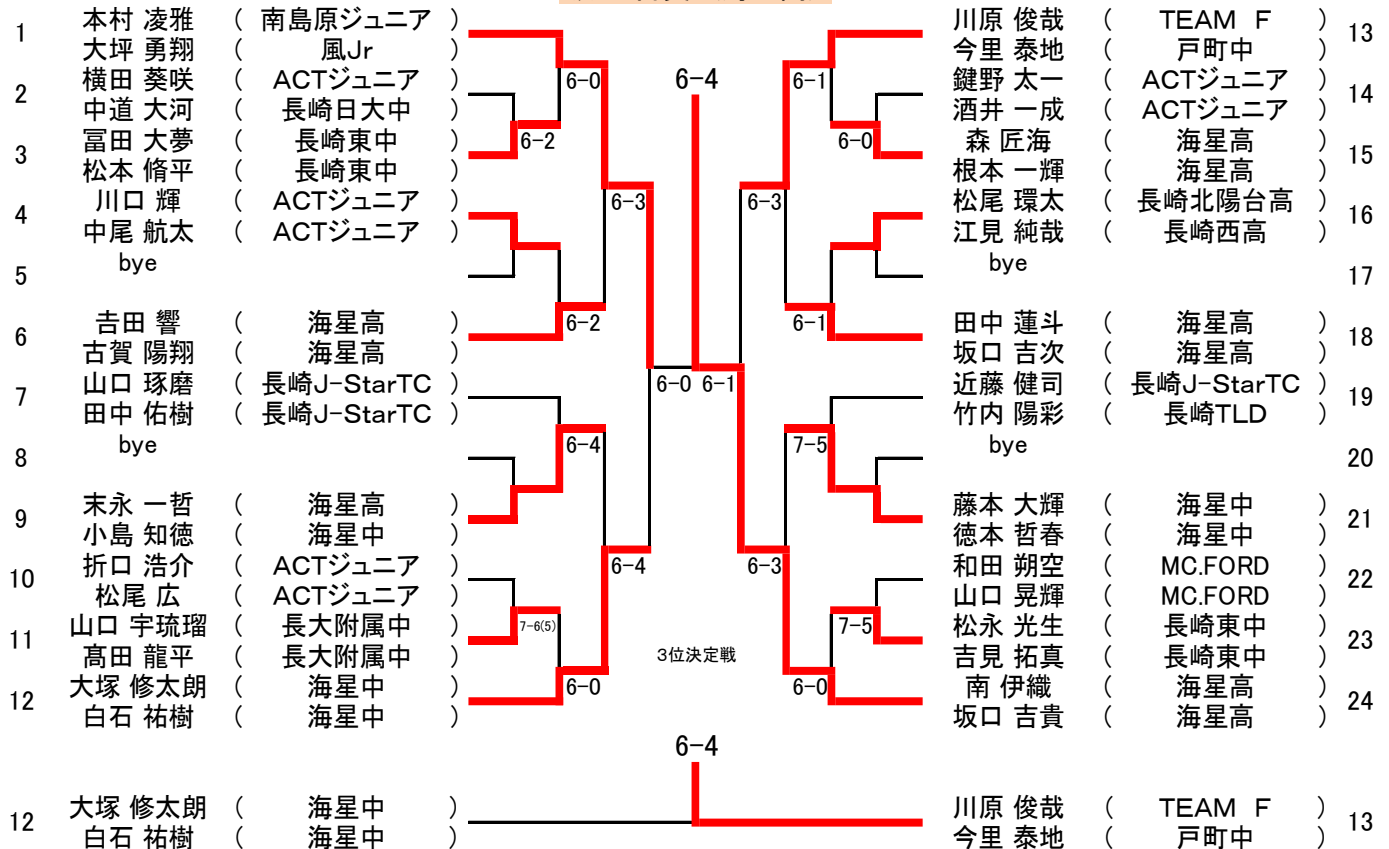 1 本村 凌雅 ( 南島原ジュニア )
大坪 勇翔 ( 風Jr )
2 横田 葵咲 ( ACTジュニア )
中道 大河 ( 長崎日大中 )
3 冨田 大夢 ( 長崎東中 )
松本 脩平 ( 長崎東中 )
4 川口 輝 ( ACTジュニア )
中尾 航太 ( ACTジュニア )
5 bye
6 吉田 響 ( 海星高 )
古賀 陽翔 ( 海星高 )
7 山口 琢磨 ( 長崎J-StarTC )
田中 佑樹 ( 長崎J-StarTC )
8 bye
9 末永 一哲 ( 海星高 )
小島 知徳 ( 海星中 )
10 折口 浩介 ( ACTジュニア )
松尾 広 ( ACTジュニア )
11 山口 宇琉瑠 ( 長大附属中 )
髙田 龍平 ( 長大附属中 )
12 大塚 修太朗 ( 海星中 )
白石 祐樹 ( 海星中 )
6-0
6-2
6-3
6-2
6-4
6-4
7-6(5)
6-0
6-4
6-0 6-1
3位決定戦
6-1
6-0
6-3
6-1
7-5
6-3
7-5
6-0
川原 俊哉 ( TEAM F ) 13
今里 泰地 ( 戸町中 )
鍵野 太一 ( ACTジュニア ) 14
酒井 一成 ( ACTジュニア )
森 匠海 ( 海星高 ) 15
根本 一輝 ( 海星高 )
松尾 環太 ( 長崎北陽台高 ) 16
江見 純哉 ( 長崎西高 )
bye 17
田中 蓮斗 ( 海星高 ) 18
坂口 吉次 ( 海星高 )
近藤 健司 ( 長崎J-StarTC ) 19
竹内 陽彩 ( 長崎TLD )
bye 20
藤本 大輝 ( 海星中 ) 21
徳本 哲春 ( 海星中 )
和田 朔空 ( MC.FORD ) 22
山口 晃輝 ( MC.FORD )
松永 光生 ( 長崎東中 ) 23
吉見 拓真 ( 長崎東中 )
南 伊織 ( 海星高 ) 24
坂口 吉貴 ( 海星高 )
6-4
12 大塚 修太朗 ( 海星中 )
白石 祐樹 ( 海星中 )
川原 俊哉 ( TEAM F ) 13
今里 泰地 ( 戸町中 )